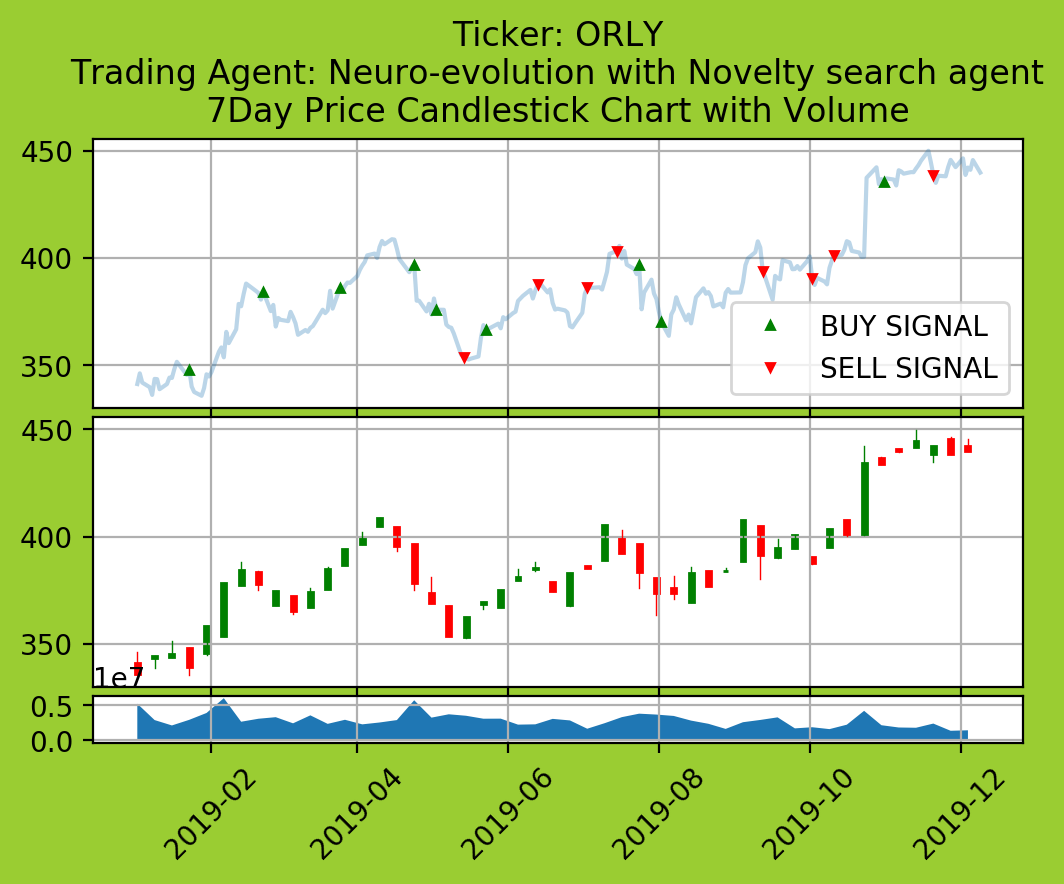 Ticker: ORLY
Trading Agent: Neuro-evolution with Novelty search agent
7Day Price Candlestick Chart with Volume
450
400
350
BUY SIGNAL
SELL SIGNAL
450
400
350
1e7
0.5
0.0
2019-02
2019-04
2019-06
2019-08
2019-10
2019-12